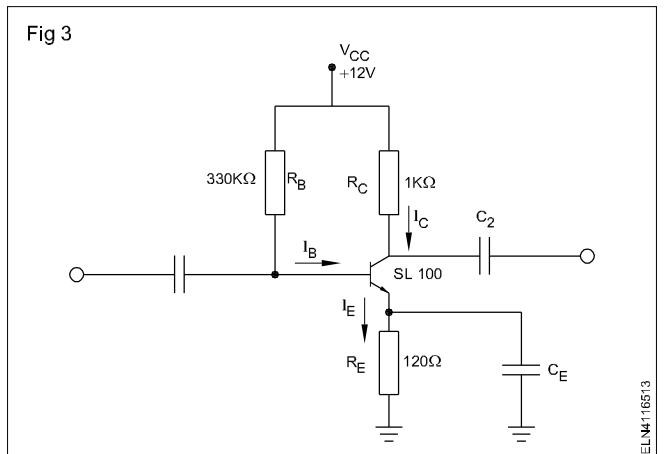 Fig 3
VCC
+12V
330KΩ
RB
RC
1KΩ
IC
C2
IB
SL 100
IE
RE
120Ω
CE
ELN4116513